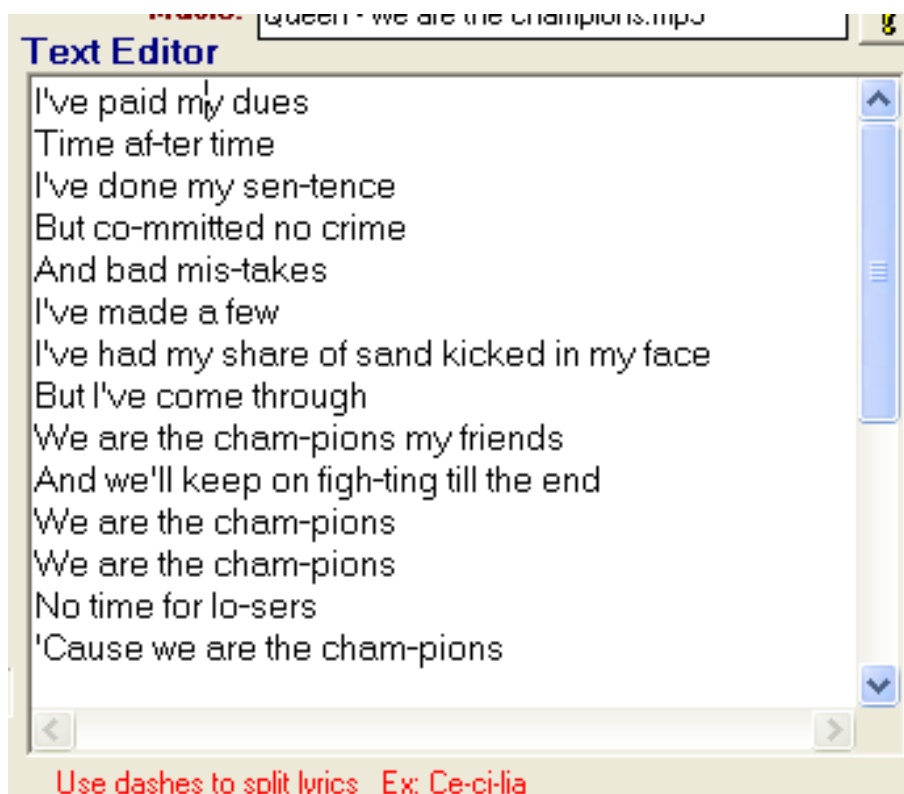 Music: Queen - We are the champions.mp3
Text Editor
I've paid my dues
Time af-ter time
I've done my sen-tence
But co-mmitted no crime
And bad mis-takes
I've made a few
I've had my share of sand kicked in my face
But I've come through
We are the cham-pions my friends
And we'll keep on figh-ting till the end
We are the cham-pions
We are the cham-pions
No time for lo-sers
'Cause we are the cham-pions
Use dashes to split lyrics Ex: Ce-ci-lia